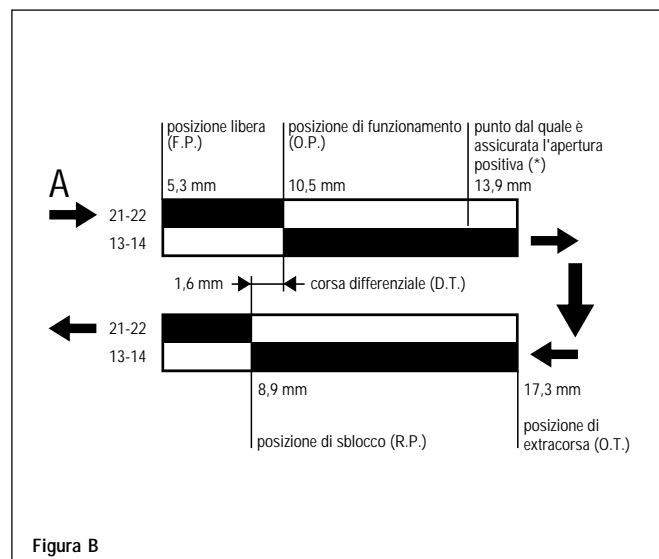 posizione libera
(F.P.)
posizione di funzionamento
(O.P.)
punto dal quale è
assicurata l'apertura
positiva (*)
A
5,3 mm
10,5 mm
13,9 mm
21-22
13-14
1,6 mm
corsa differenziale (D.T.)
21-22
13-14
8,9 mm
17,3 mm
posizione di sblocco (R.P.)
posizione di
extracorsa (O.T.)
Figura B